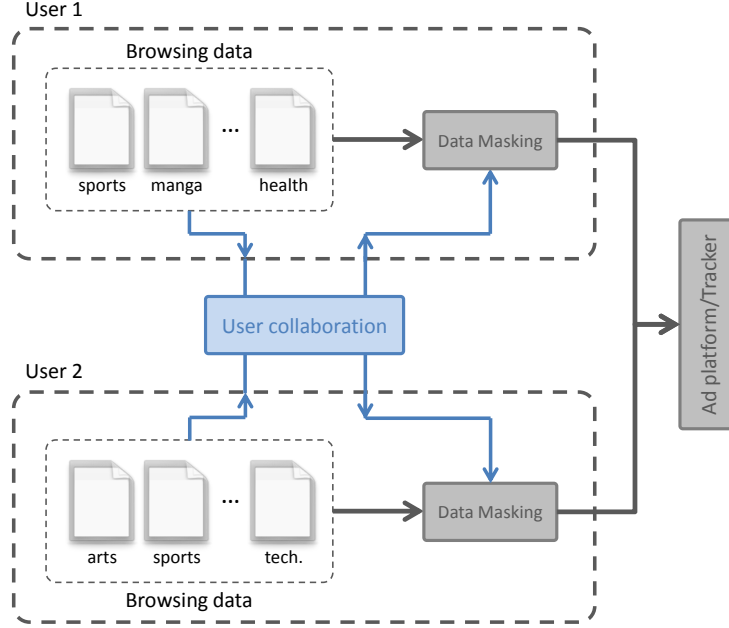 User 1
Browsing data
...
sports manga health
Data Masking
User collaboration
Ad platform/Tracker
User 2
...
arts sports tech.
Data Masking
Browsing data